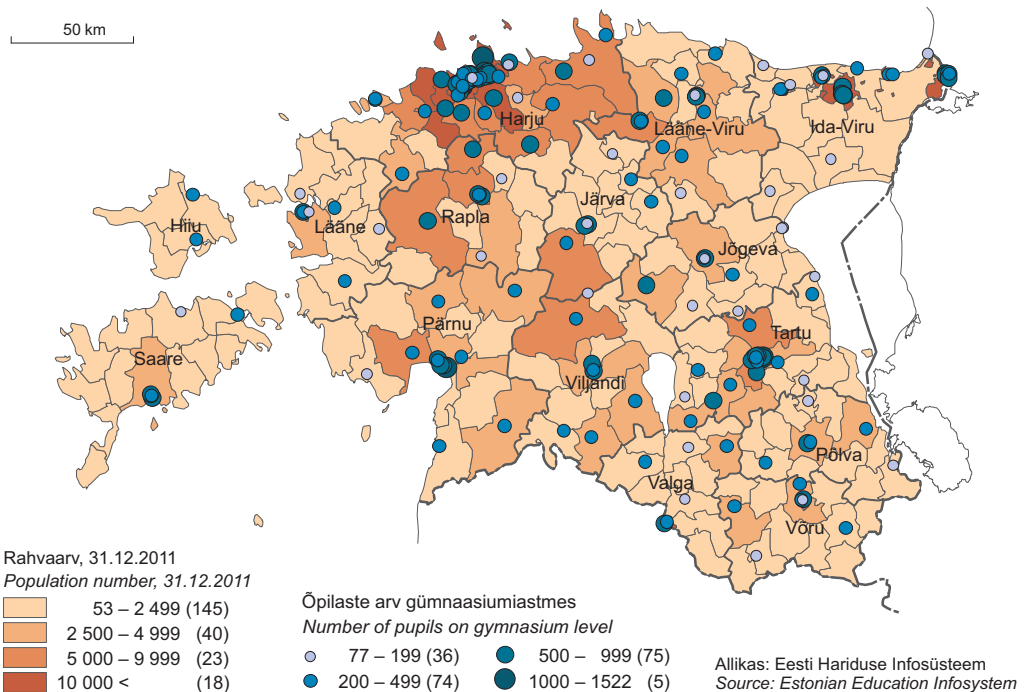 50 km
Harju
Lääne-Viru
Ida-Viru
Hiiu
Lääne
Rapla
Järva
Jõgeva
Saare
Pärnu
Viljandi
Tartu
Põlva
Valga
Võru
Rahvaarv, 31.12.2011
Population number, 31.12.2011
53 – 2 499 (145)
2 500 – 4 999 (40)
5 000 – 9 999 (23)
10 000 < (18)
Õpilaste arv gümnaasiumiastmes
Number of pupils on gymnasium level
77 – 199 (36)
200 – 499 (74)
500 – 999 (75)
1000 – 1522 (5)
Allikas: Eesti Hariduse Infosüsteem
Source: Estonian Education Infosystem